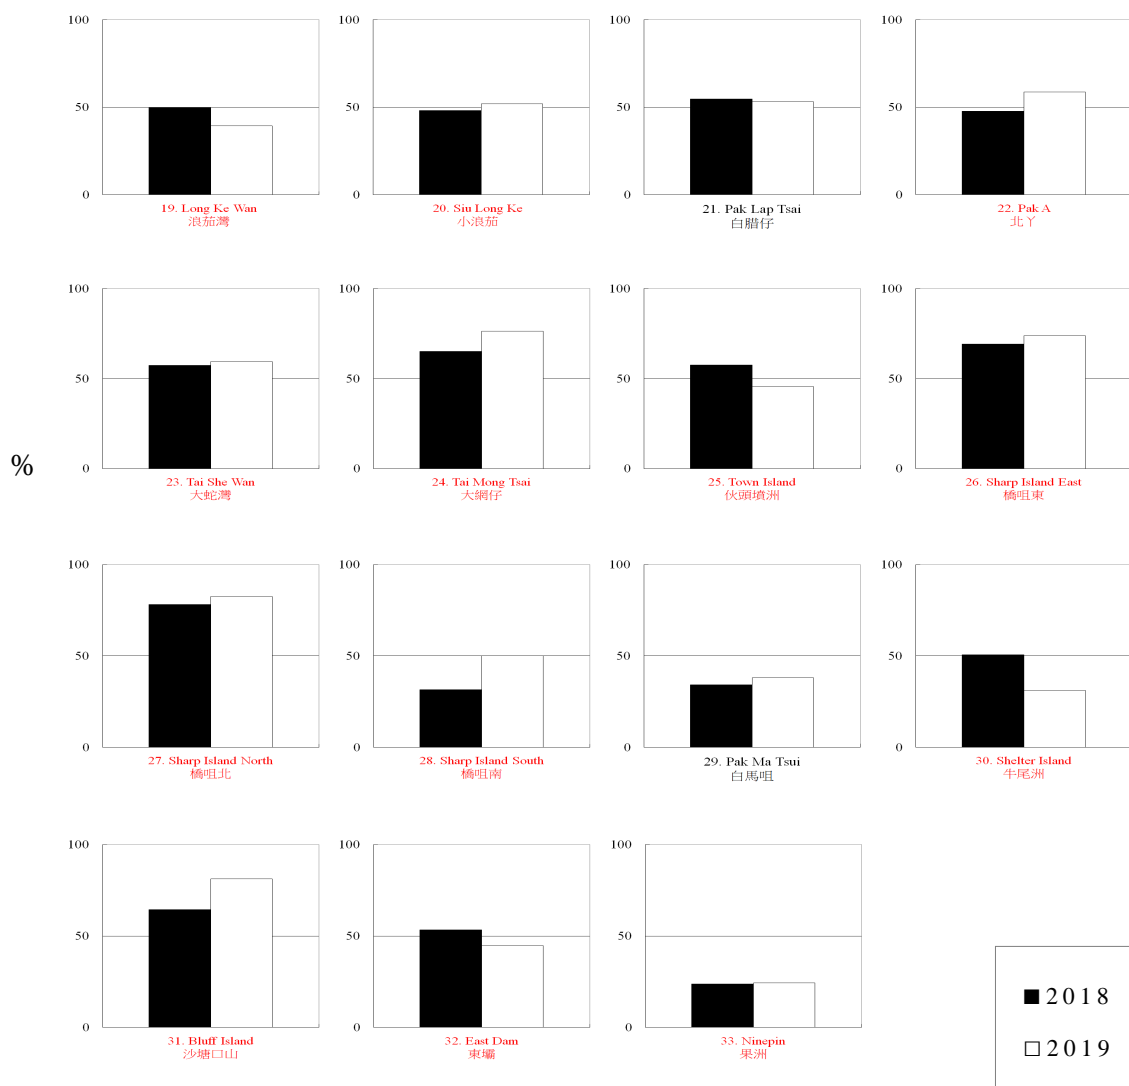 100
50
0
19. Long Ke Wan
浪茄灣
100
50
0
20. Siu Long Ke
小浪茄
100
50
0
21. Pak Lap Tsai
白腊仔
100
50
0
22. Pak A
北丫
100
50
0
23. Tai She Wan
大蛇灣
100
50
0
24. Tai Mong Tsai
大網仔
100
50
0
25. Town Island
伙頭墳洲
100
50
0
26. Sharp Island East
橋咀東
%
100
50
0
27. Sharp Island North
橋咀北
100
50
0
28. Sharp Island South
橋咀南
100
50
0
29. Pak Ma Tsui
白馬咀
100
50
0
30. Shelter Island
牛尾洲
100
50
0
31. Bluff Island
沙塘口山
100
50
0
32. East Dam
東壩
100
50
0
33. Ninepin
果洲
2018
2019